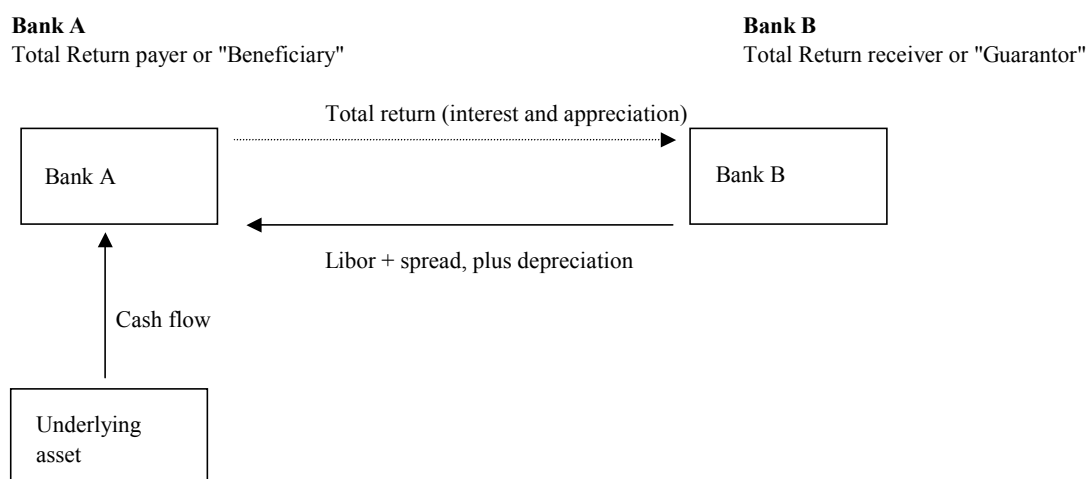 Bank A
Total Return payer or "Beneficiary"
Bank B
Total Return receiver or "Guarantor"
Total return (interest and appreciation)
Bank A
Bank B
Libor + spread, plus depreciation
Cash flow
Underlying
asset